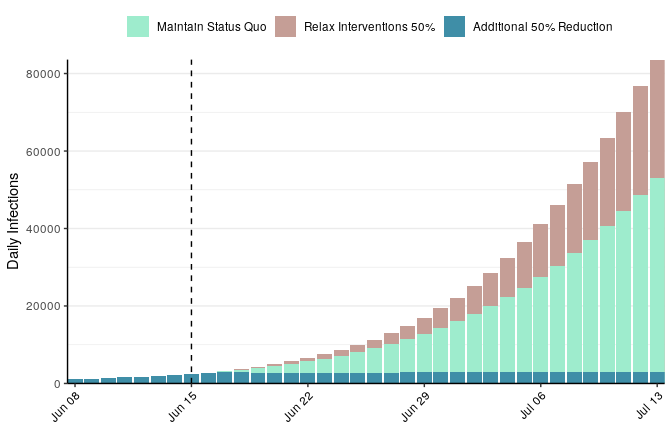 Maintain Status Quo Relax Interventions 50% Additional 50% Reduction
Daily Infections
80000
60000
40000
20000
0
Jun 08 Jun 15 Jun 22 Jun 29 Jul 06 Jul 13